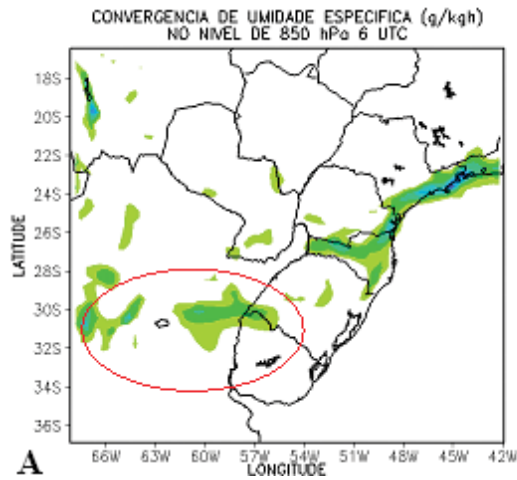 CONVERGENCIA DE UMIDADE ESPECIFICA (g/kgh)
NO NIVEL DE 850 hPa 6 UTC
18S
20S
22S
24S
26S
28S
30S
32S
34S
36S
LATITUDE
66W 63W 60W 57W 54W 51W 48W 45W 42W
LONGITUDE
A